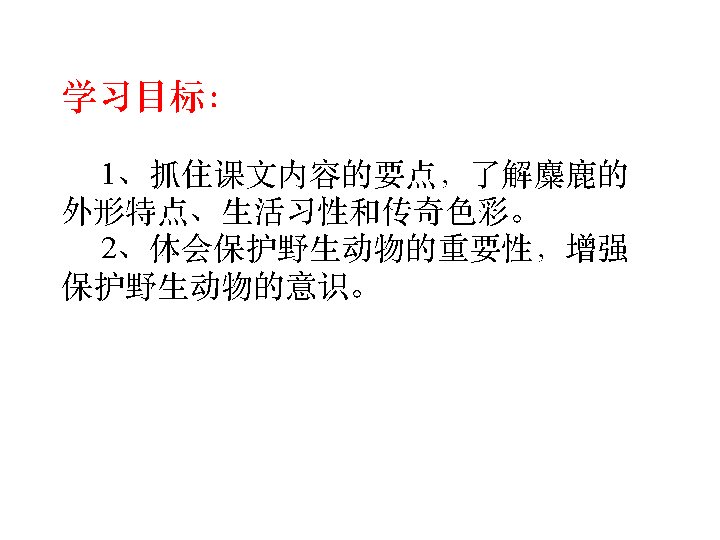 学习目标：
1、抓住课文内容的要点，了解麋鹿的
外形特点、生活习性和传奇色彩。
2、体会保护野生动物的重要性，增强
保护野生动物的意识。